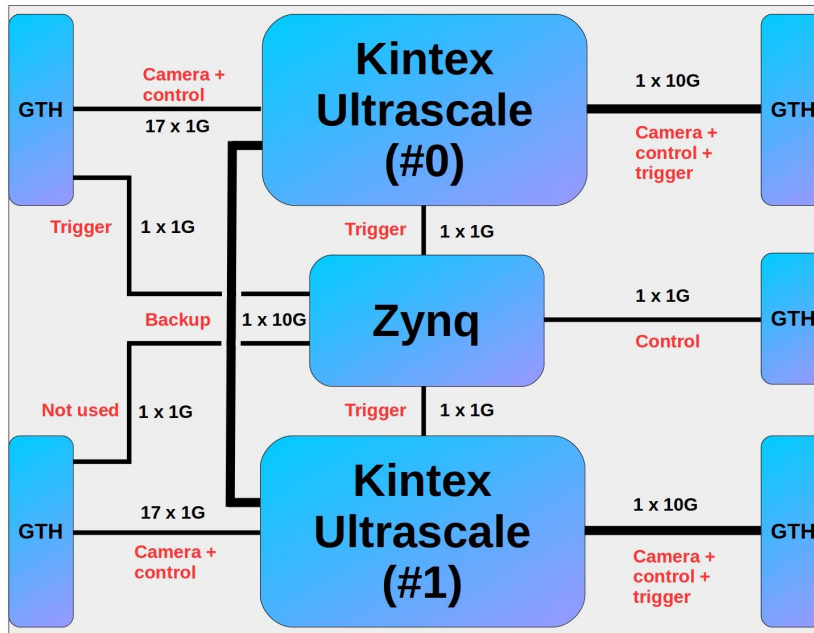 Camera +
control
17 x 1G
GTH
Kintex
Ultrascale
(#0)
1 x 10G
Camera +
control +
trigger
GTH
Trigger
1 x 1G
Trigger
1 x 1G
Backup
1 x 10G
Zynq
1 x 1G
Control
GTH
Not used
1 x 1G
Trigger
1 x 1G
GTH
17 x 1G
Camera +
control
Kintex
Ultrascale
(#1)
1 x 10G
Camera +
control +
trigger
GTH